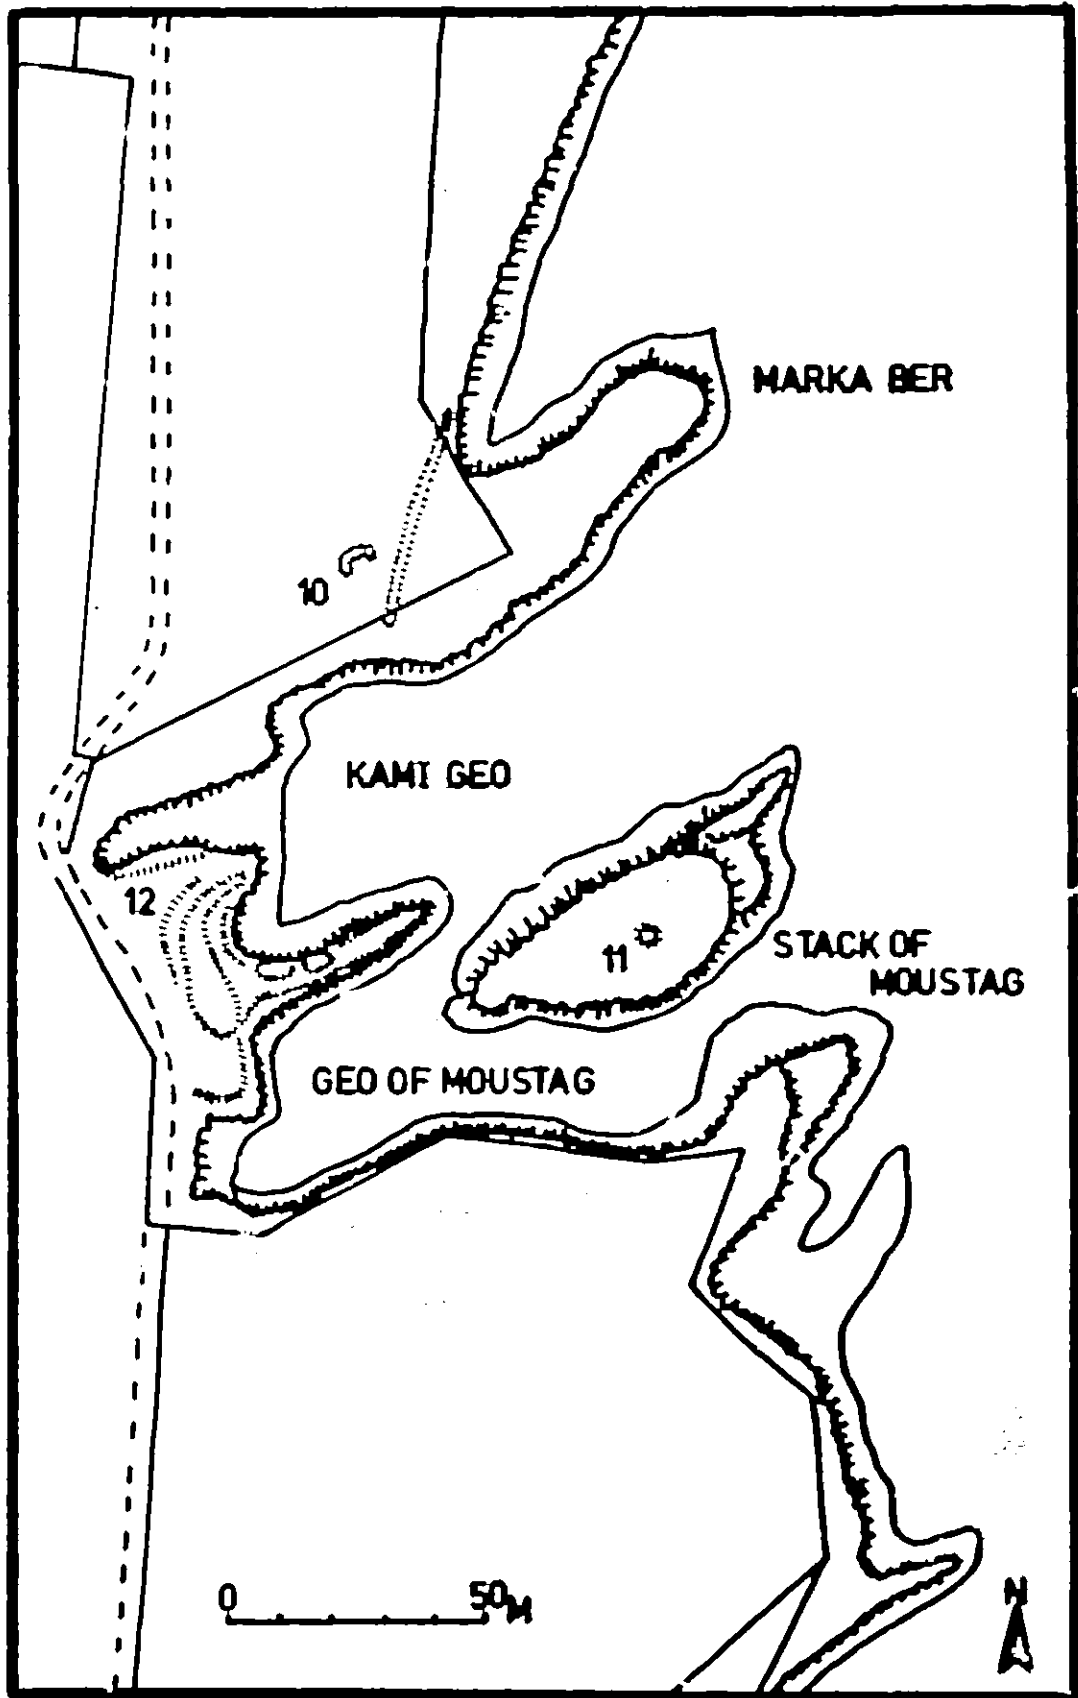 MARKA BER
10
KAMI GEO
12
11
STACK OF
MOUSTAG
GEO OF MOUSTAG
0 50M
N